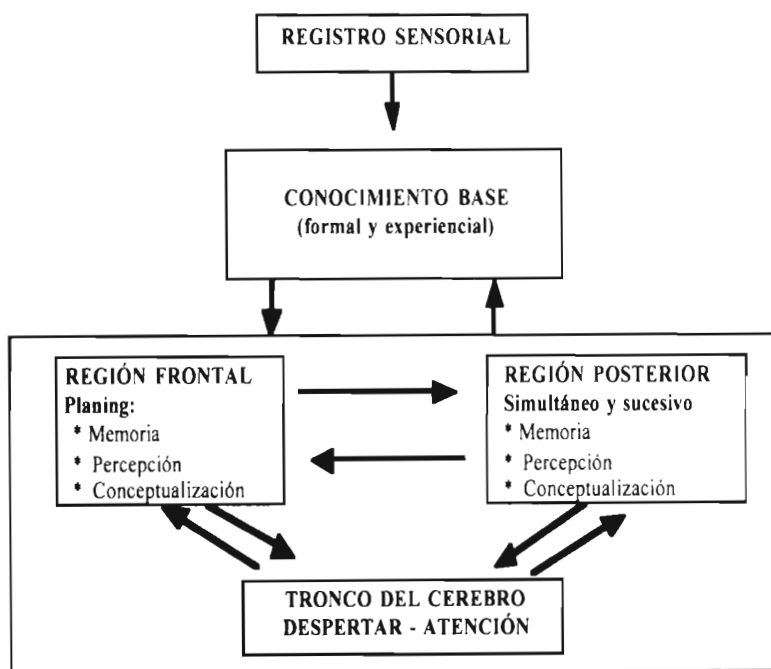 REGISTRO SENSORIAL
CONOCIMIENTO BASE
(formal y experiencial)
REGIÓN FRONTAL
Planing:
* Memoria
* Percepción
* Conceptualización
REGIÓN POSTERIOR
Simultáneo y sucesivo
* Memoria
* Percepción
* Conceptualización
TRONCO DEL CEREBRO
DESPERTAR - ATENCIÓN